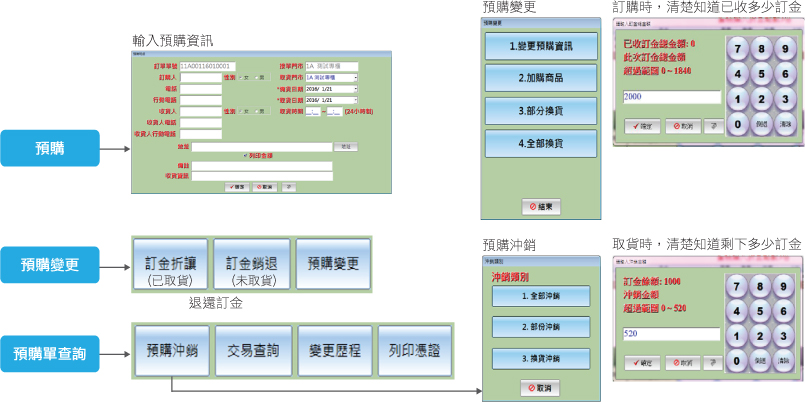 輸入預購資訊
預購
訂單單號 11A00116010001
接單門市 1A 測試專櫃
訂購人
性別 女 男
取貨門市 1A 測試專櫃
電話
*備貨日期 2016/ 1/21
行動電話
*取貨日期 2016/ 1/21
收貨人
性別 女 男
取貨時間 __:__ ~ __:__ (24小時制)
收貨人電話
收貨人行動電話
列印金額
備註
確定 取消
預購變更
訂金折讓
(已取貨)
訂金銷退
(未取貨)
預購變更
退還訂金
預購單查詢
預購沖銷
交易查詢
變更歷程
列印憑證
預購變更
預購變更
1.變更預購資訊
2.加購商品
3.部分換貨
4.全部換貨
結束
訂購時，清楚知道已收多少訂金
已收訂金總金額: 0
此次訂金金額
超過範圍 0~1840
2000
確定 取消
7 8 9
4 5 6
1 2 3
0 倒退 清除
預購沖銷
沖銷類別
沖銷類別
1. 全部沖銷
2. 部份沖銷
3. 換貨沖銷
取消
取貨時，清楚知道剩下多少訂金
訂金餘額: 1000
沖銷金額
超過範圍 0~520
520
確定 取消
7 8 9
4 5 6
1 2 3
0 倒退 清除